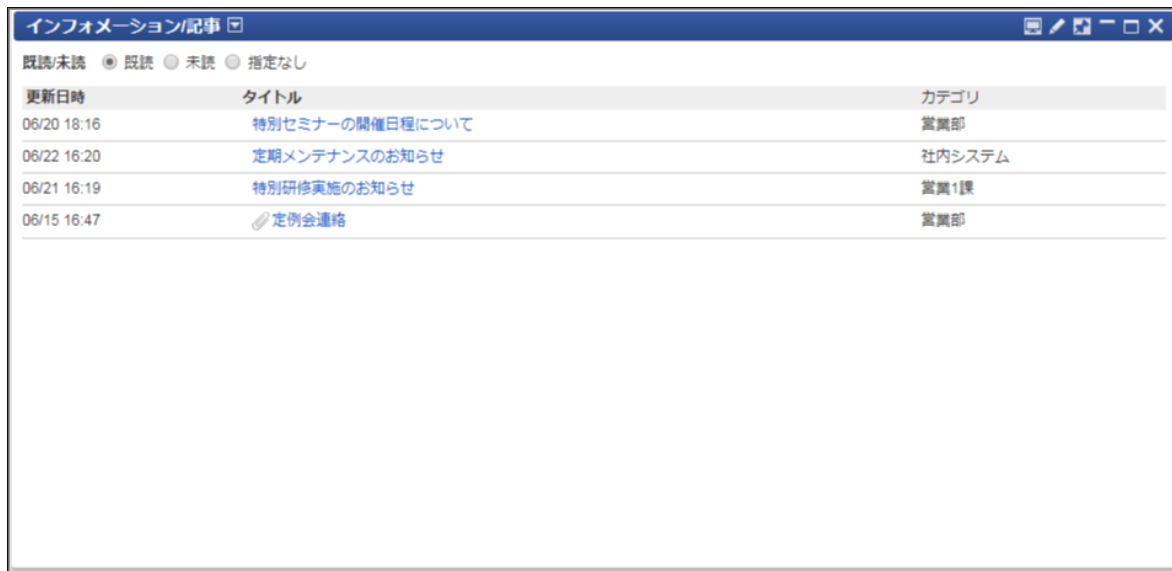 インフォメーション/記事
既読/未読 既読 未読 指定なし
更新日時 タイトル カテゴリ
06/20 18:16 特別セミナーの開催日程について 営業部
06/22 16:20 定期メンテナンスのお知らせ 社内システム
06/21 16:19 特別研修実施のお知らせ 営業1課
06/15 16:47 定例会連絡 営業部